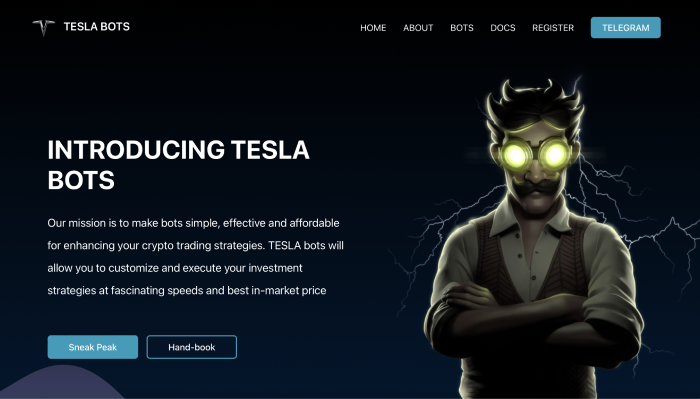 TESLA BOTS
HOME
ABOUT
BOTS
DOCS
REGISTER
TELEGRAM
INTRODUCING TESLA
BOTS
Our mission is to make bots simple, effective and affordable
for enhancing your crypto trading strategies. TESLA bots will
allow you to customize and execute your investment
strategies at fascinating speeds and best in-market price
Sneak Peak
Hand-book